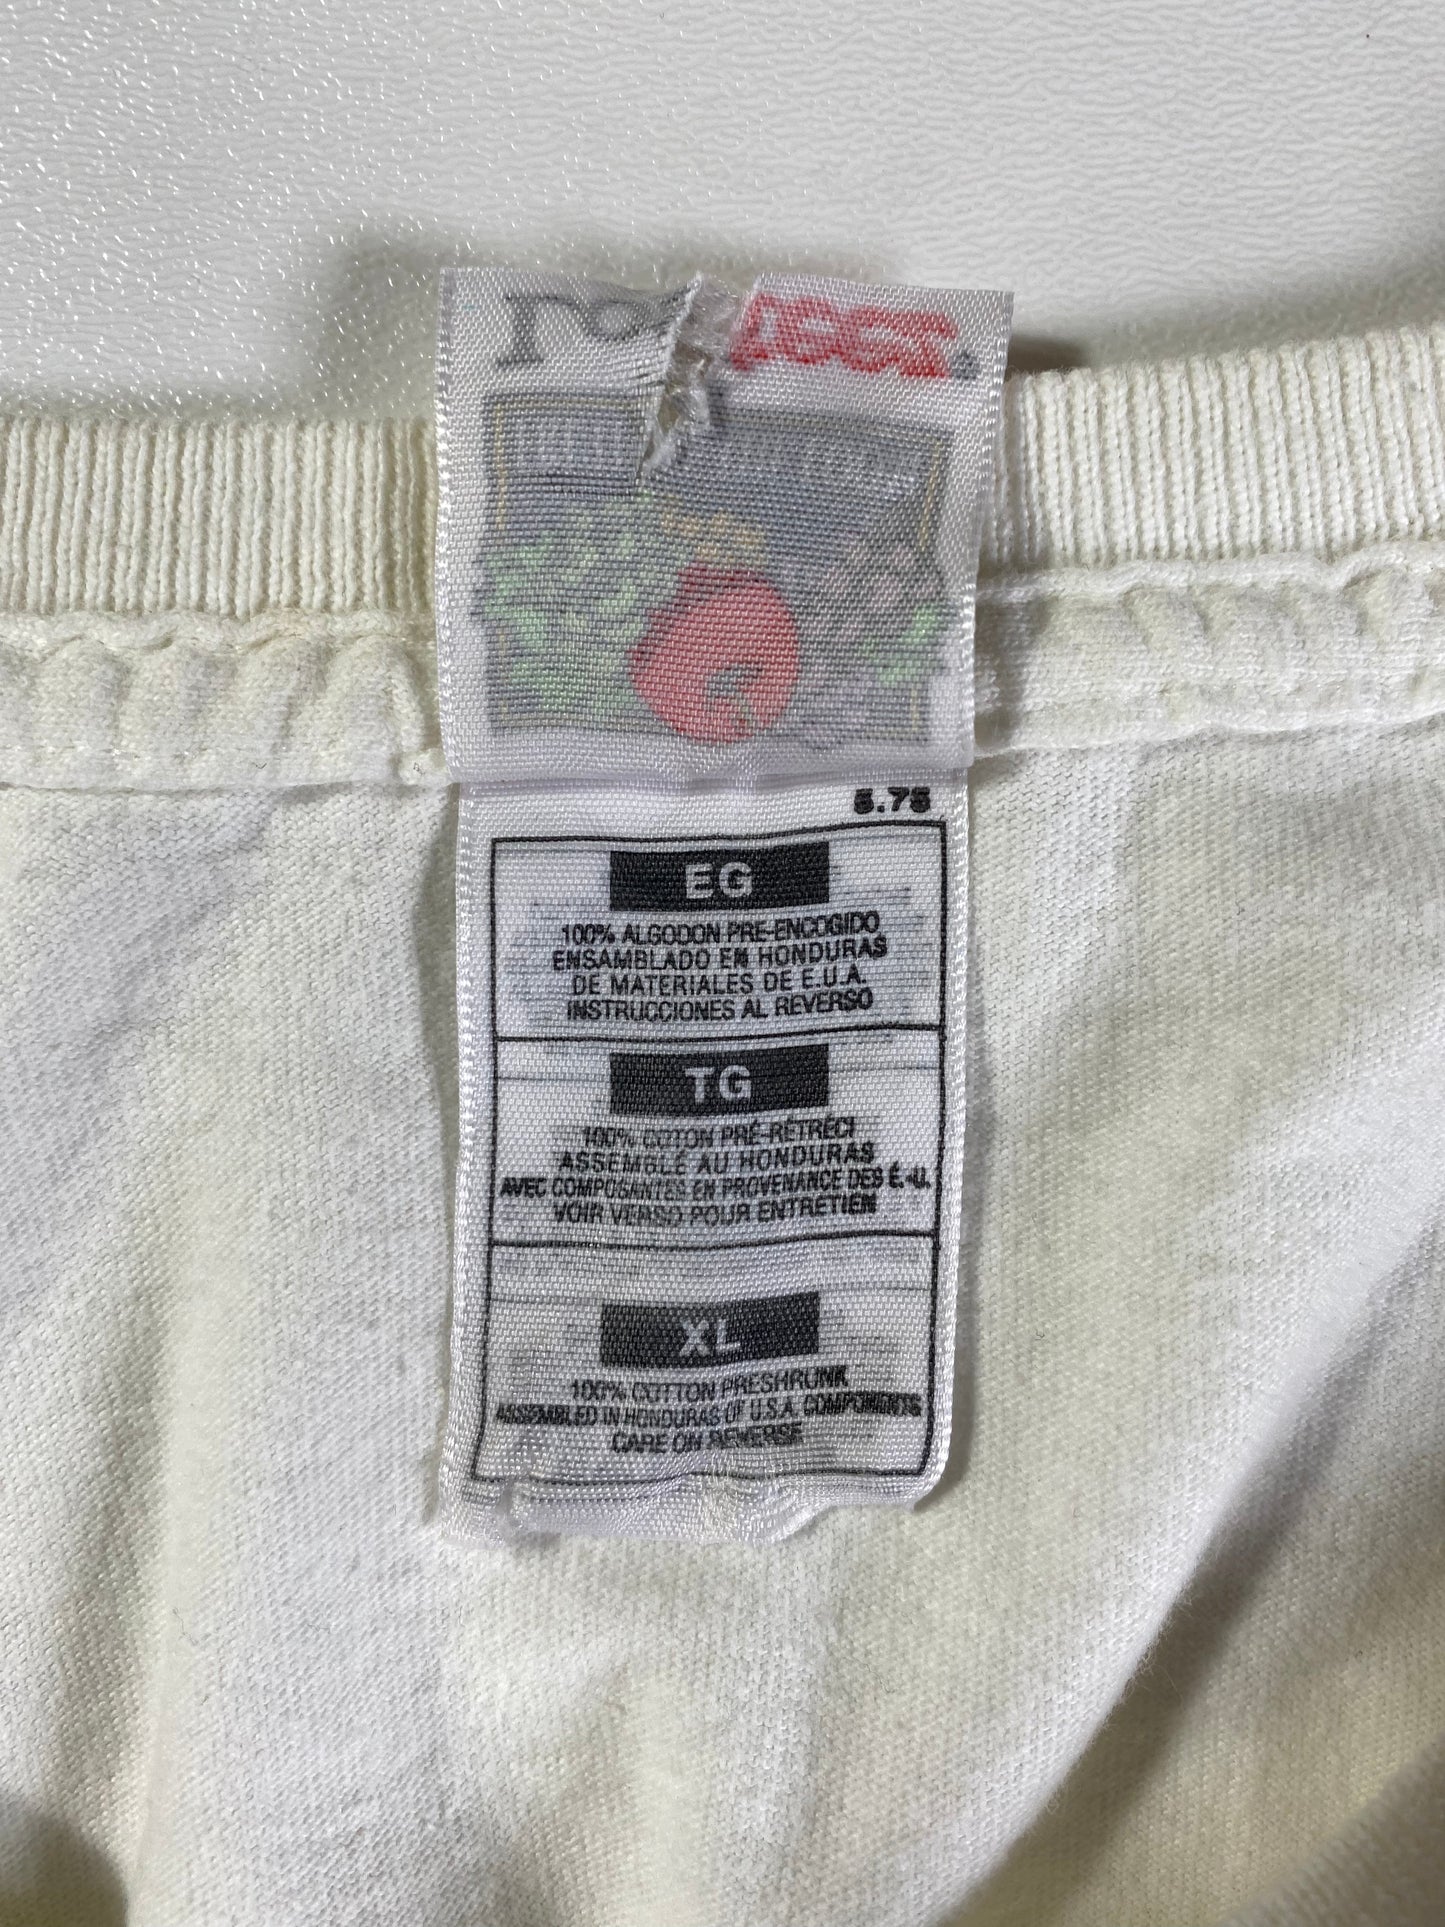 5.75
EG
100% ALGODON PRE-ENCOGIDO
ENSAMBLADO EN HONDURAS
DE MATERIALES DE E.U.A.
INSTRUCCIONES AL REVERSO
TG
100% COTON PRÉ-RÉTRÉCI
ASSEMBLÉ AU HONDURAS
AVEC COMPOSANTES EN PROVENANCE DES É.-U.
VOIR VERSO POUR ENTRETIEN
XL
100% COTTON PRESHRUNK
ASSEMBLED IN HONDURAS OF U.S.A. COMPONENTS
CARE ON REVERSE